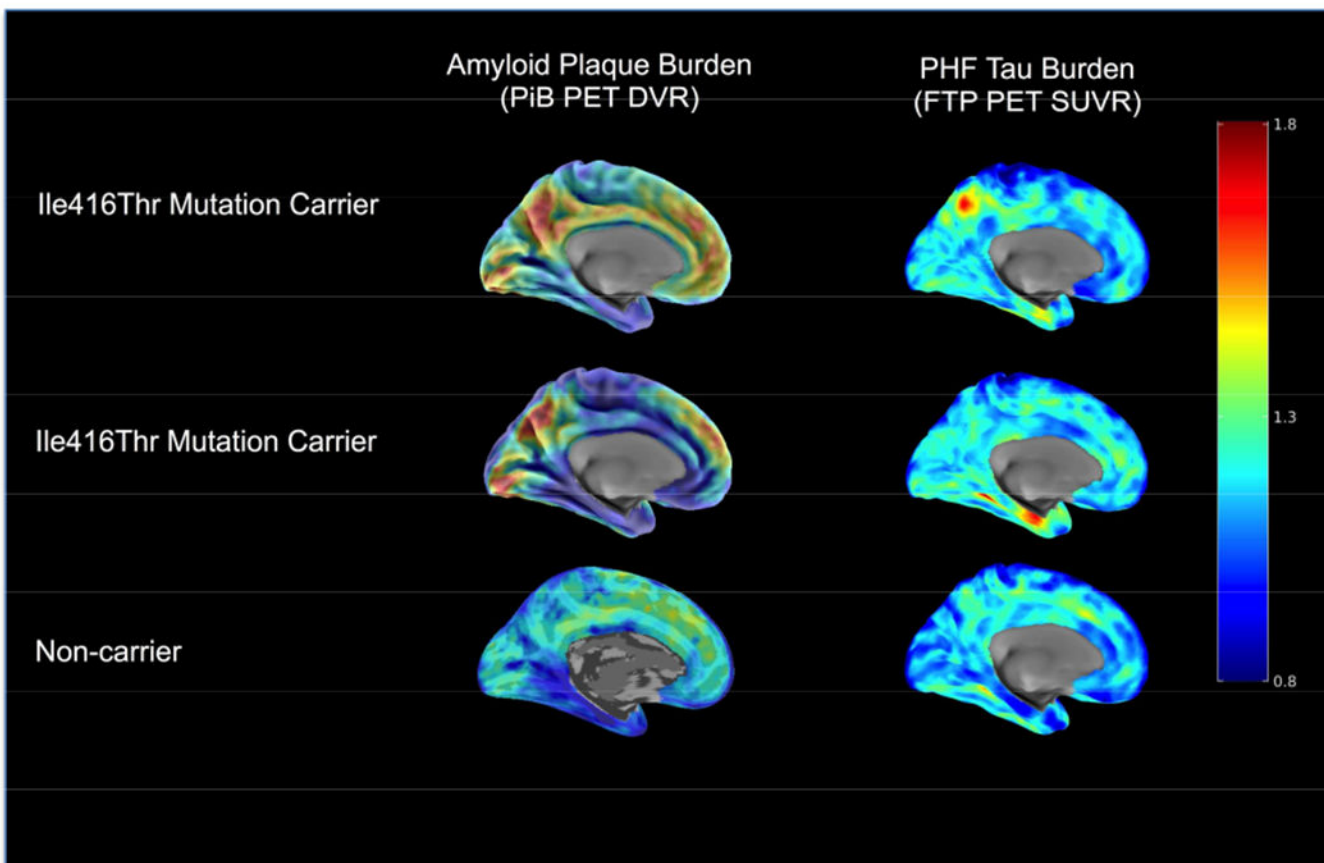 Amyloid Plaque Burden
(PiB PET DVR)
PHF Tau Burden
(FTP PET SUVR)
1.8
Ile416Thr Mutation Carrier
1.3
Ile416Thr Mutation Carrier
Non-carrier
0.8